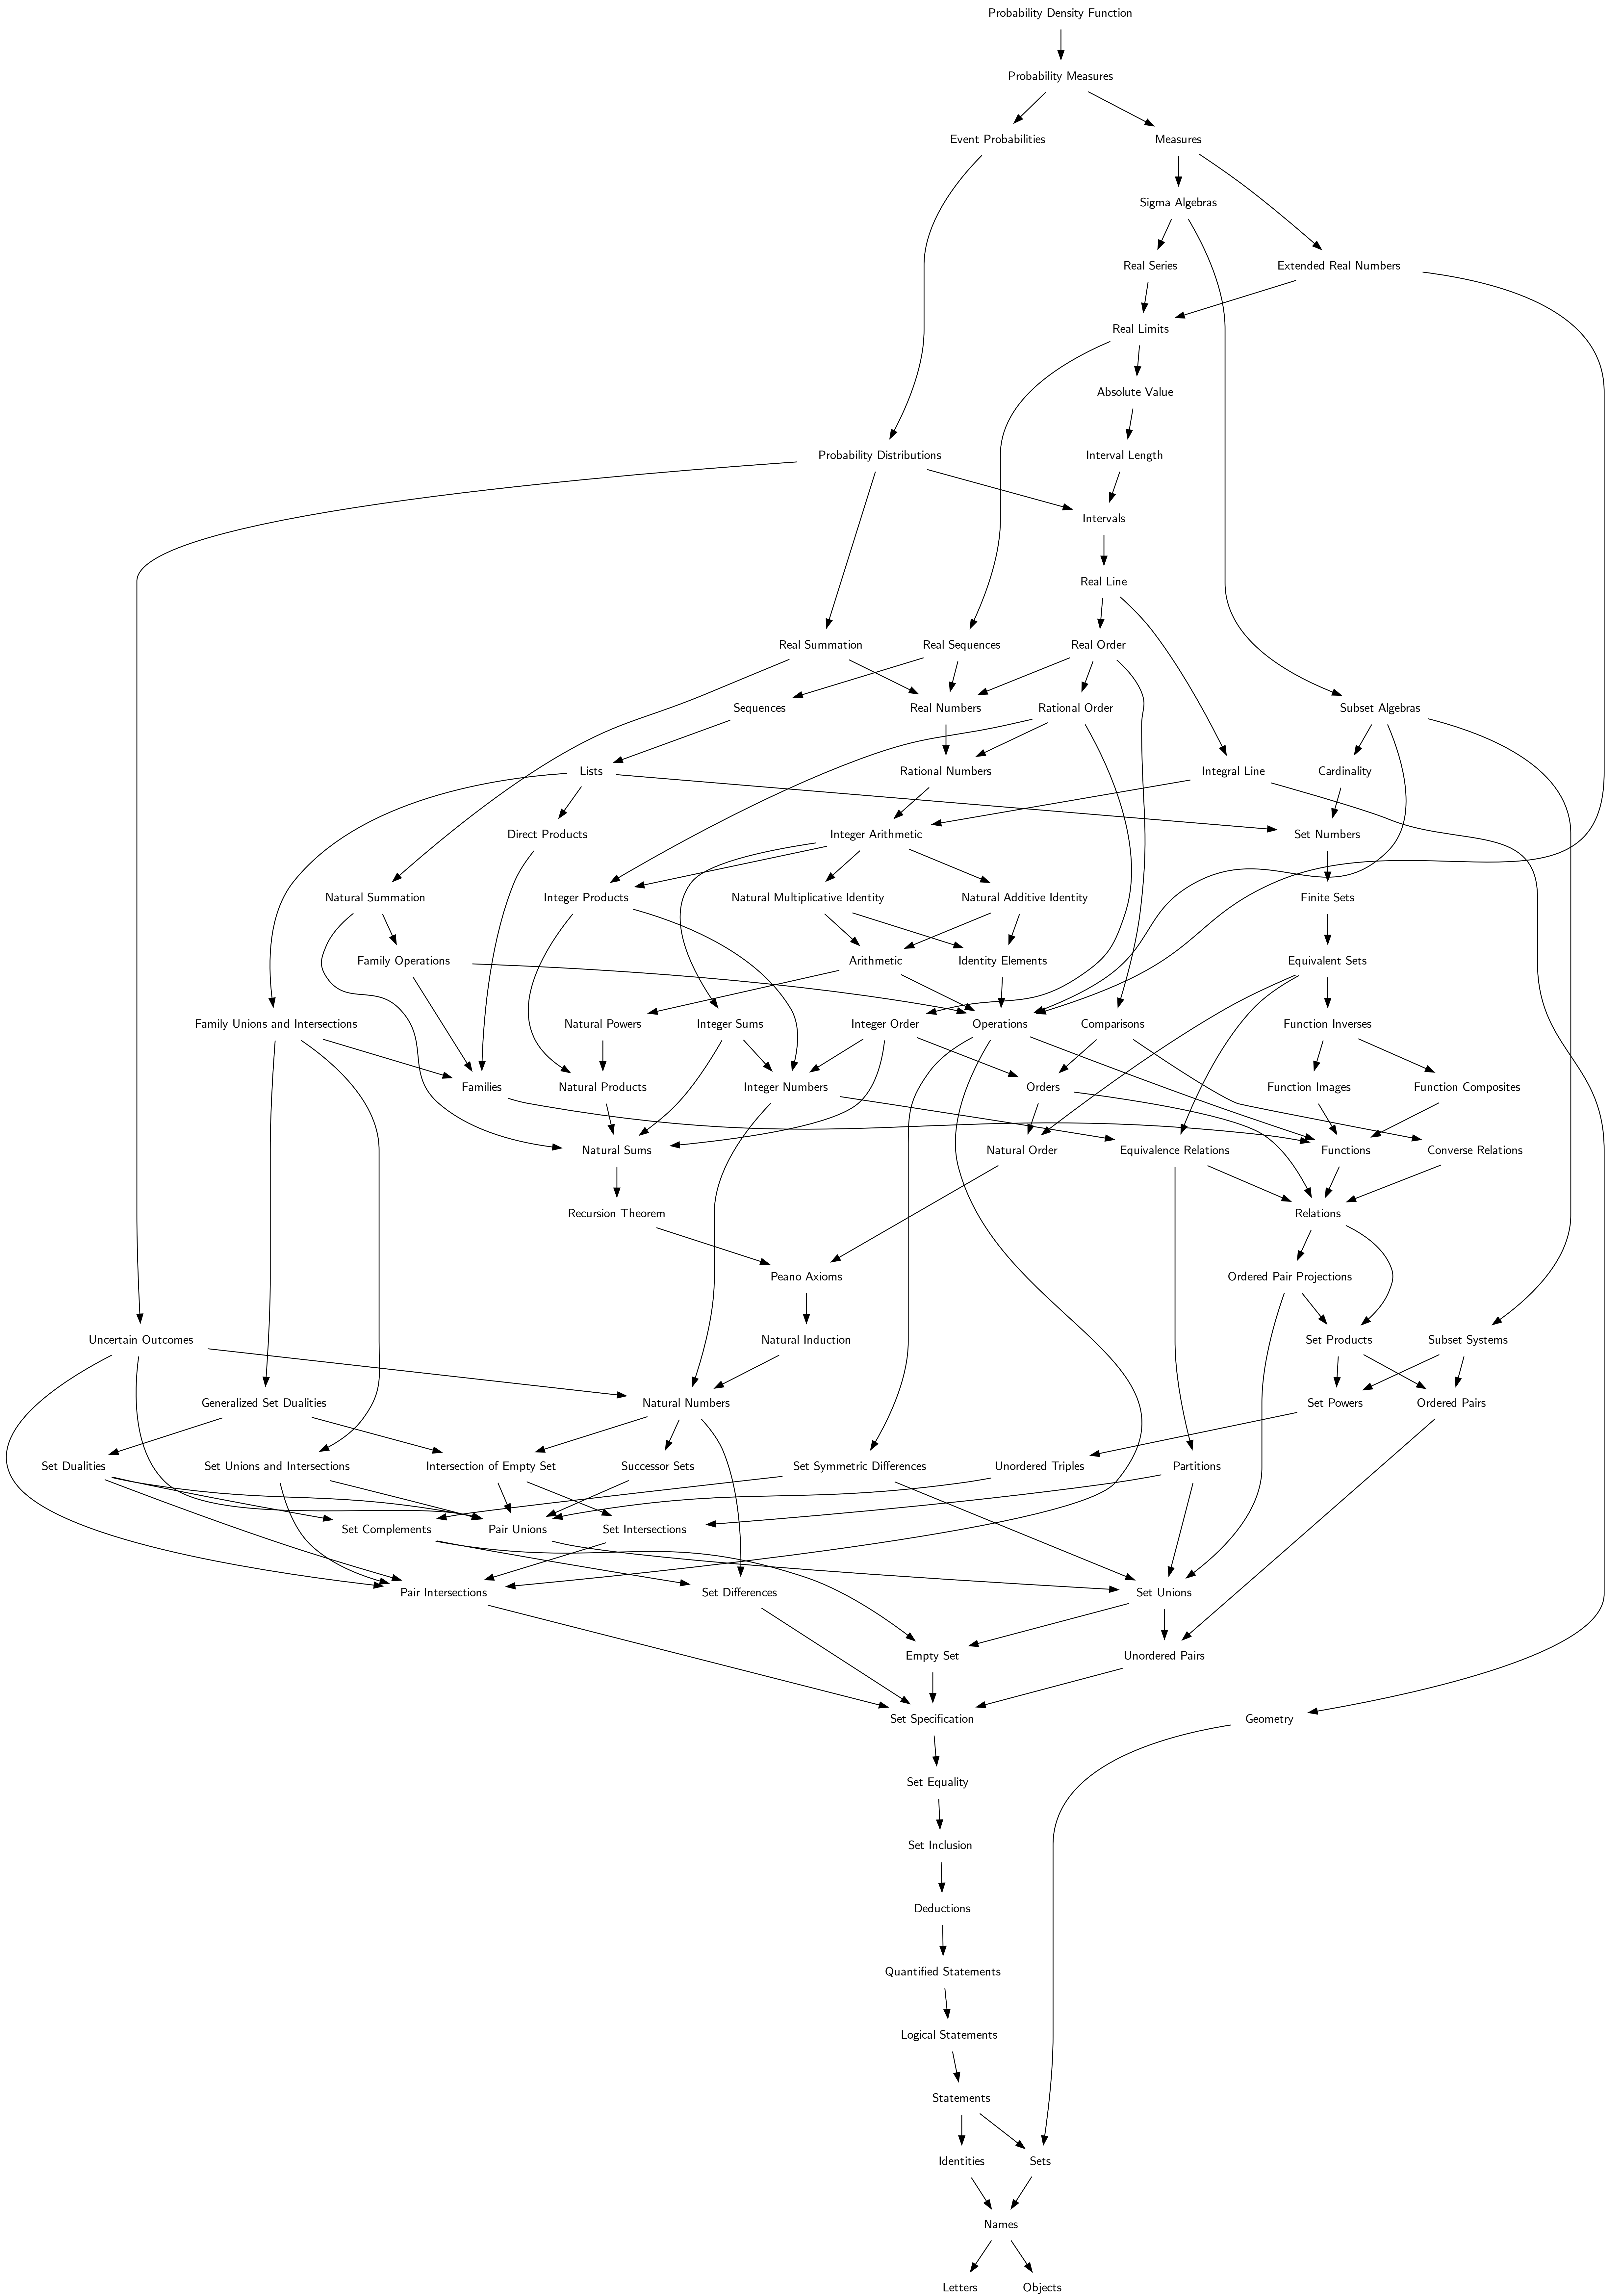 Probability Density Function
Probability Measures
Event Probabilities
Measures
Sigma Algebras
Real Series
Extended Real Numbers
Real Limits
Absolute Value
Probability Distributions
Interval Length
Intervals
Real Line
Real Summation
Real Sequences
Real Order
Sequences
Real Numbers
Rational Order
Subset Algebras
Lists
Rational Numbers
Integral Line
Cardinality
Direct Products
Integer Arithmetic
Set Numbers
Natural Summation
Integer Products
Natural Multiplicative Identity
Natural Additive Identity
Finite Sets
Family Operations
Arithmetic
Identity Elements
Equivalent Sets
Family Unions and Intersections
Natural Powers
Integer Sums
Integer Order
Operations
Comparisons
Function Inverses
Families
Natural Products
Integer Numbers
Orders
Function Images
Function Composites
Natural Sums
Natural Order
Equivalence Relations
Functions
Converse Relations
Recursion Theorem
Relations
Peano Axioms
Ordered Pair Projections
Uncertain Outcomes
Natural Induction
Set Products
Subset Systems
Generalized Set Dualities
Natural Numbers
Set Powers
Ordered Pairs
Set Dualities
Set Unions and Intersections
Intersection of Empty Set
Successor Sets
Set Symmetric Differences
Unordered Triples
Partitions
Set Complements
Pair Unions
Set Intersections
Pair Intersections
Set Differences
Set Unions
Empty Set
Unordered Pairs
Set Specification
Geometry
Set Equality
Set Inclusion
Deductions
Quantified Statements
Logical Statements
Statements
Identities
Sets
Names
Letters
Objects